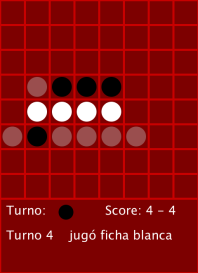 Turno: Score: 4 - 4
Turno 4 jugó ficha blanca